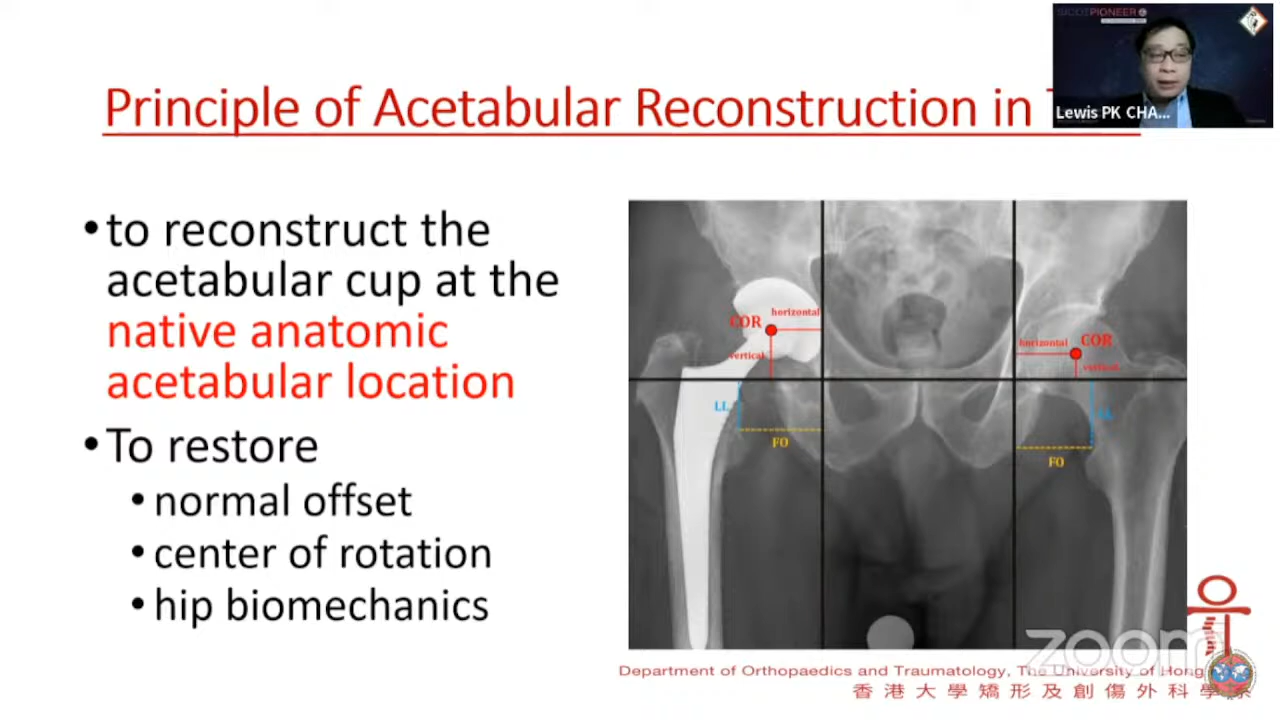 SICOT PIONEER
Lewis PK CHA...
Principle of Acetabular Reconstruction in T
•to reconstruct the
acetabular cup at the
native anatomic
acetabular location
•To restore
•normal offset
•center of rotation
•hip biomechanics
horizontal
COR
vertical
LL
FO
horizontal
COR
vertical
LL
FO
zoom
Department of Orthopaedics and Traumatology, The University of Hong
香港大學矯形及創傷外科學系